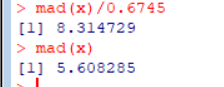 > mad(x)/0.6745
[1] 8.314729
> mad(x)
[1] 5.608285
>